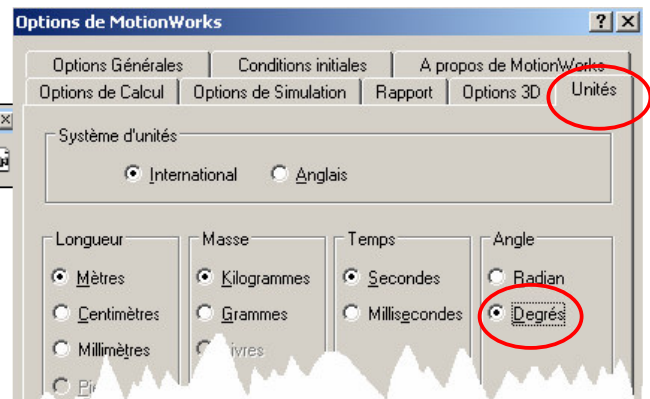 Options de MotionWorks
Options Générales Conditions initiales A propos de MotionWorks
Options de Calcul Options de Simulation Rapport Options 3D Unités
Système d'unités
International Anglais
Longueur Masse Temps Angle
Mètres Kilogrammes Secondes Radian
Centimètres Grammes Millisecondes Degrés
Millimètres